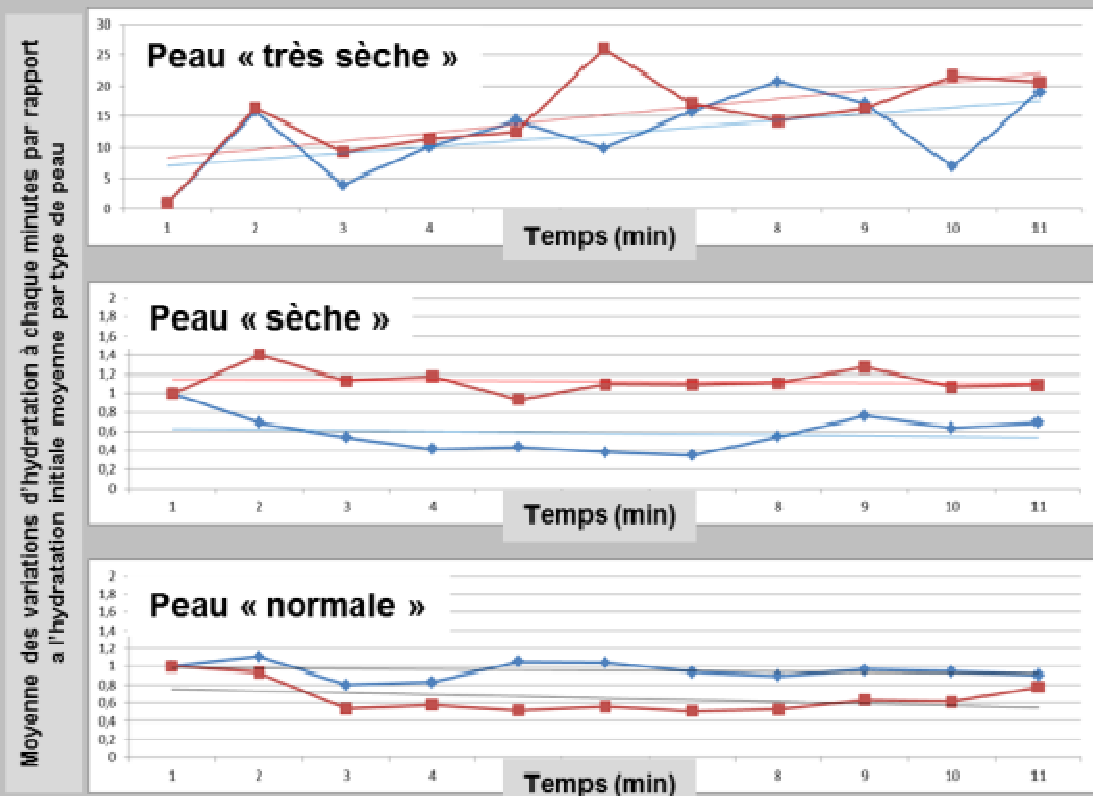 Moyenne des variations d'hydratation à chaque minutes par rapport
a l'hydratation initiale moyenne par type de peau
Peau « très sèche »
30
25
20
15
10
5
0
1 2 3 4 8 9 10 11
Temps (min)
Peau « sèche »
2
1,8
1,6
1,4
1,2
1
0,8
0,6
0,4
0,2
0
1 2 3 4 8 9 10 11
Temps (min)
Peau « normale »
2
1,8
1,6
1,4
1,2
1
0,8
0,6
0,4
0,2
0
1 2 3 4 8 9 10 11
Temps (min)